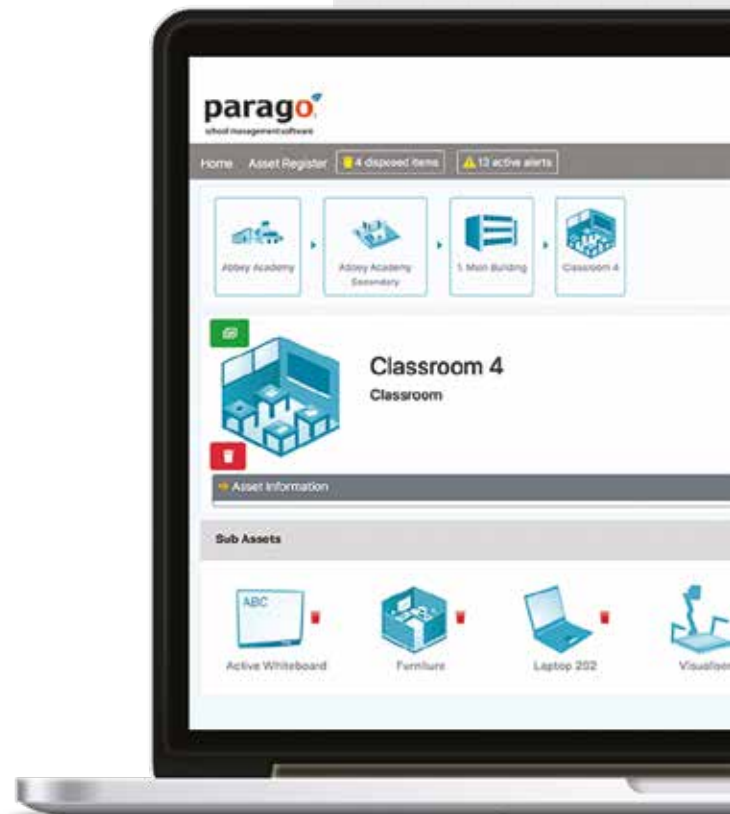 parago
school management software
Home Asset Register 4 disposed items 13 active alerts
Abbey Academy
Abbey Academy Secondary
1. Main Building
Classroom 4
Classroom 4
Classroom
Asset Information
Sub Assets
ABC
Active Whiteboard Furniture Laptop 202 Visualiser